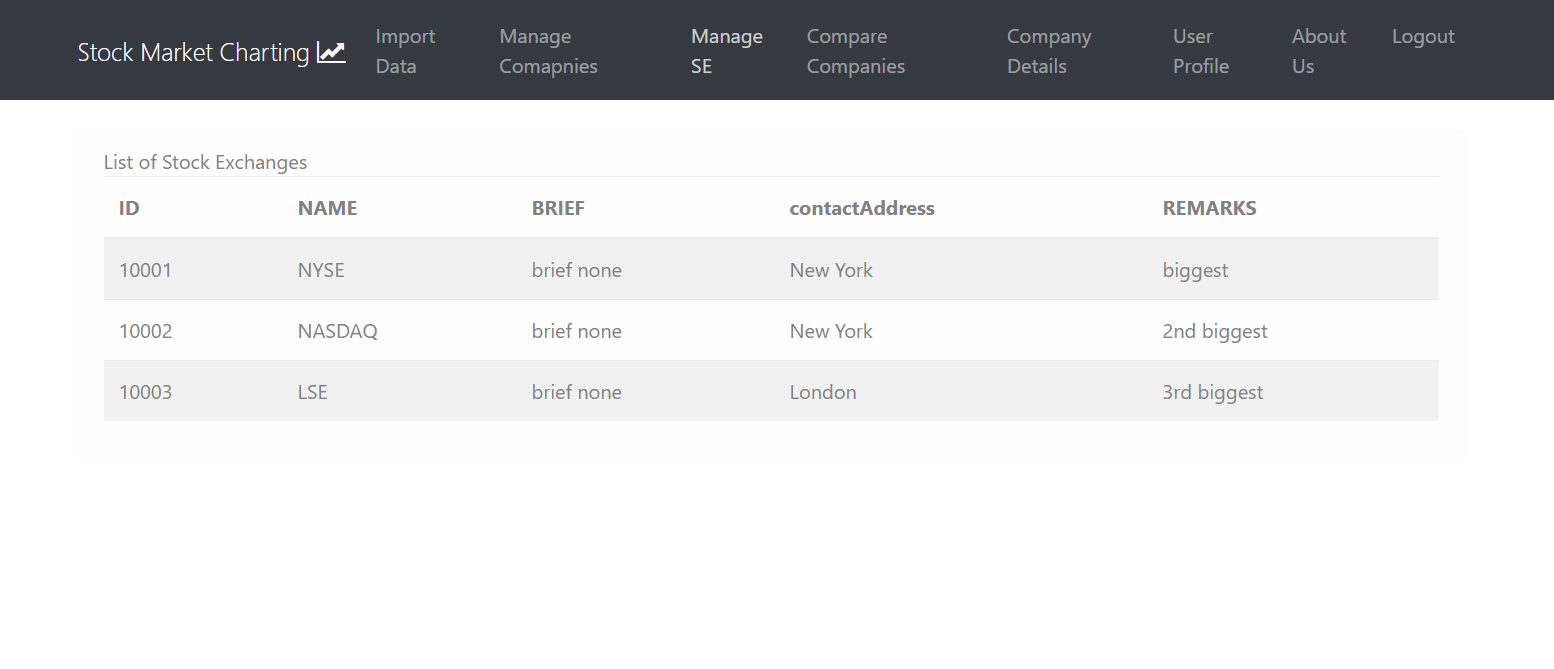 Stock Market Charting
Import Data
Manage Comapnies
Manage SE
Compare Companies
Company Details
User Profile
About Us
Logout
List of Stock Exchanges
ID NAME BRIEF contactAddress REMARKS
10001 NYSE brief none New York biggest
10002 NASDAQ brief none New York 2nd biggest
10003 LSE brief none London 3rd biggest